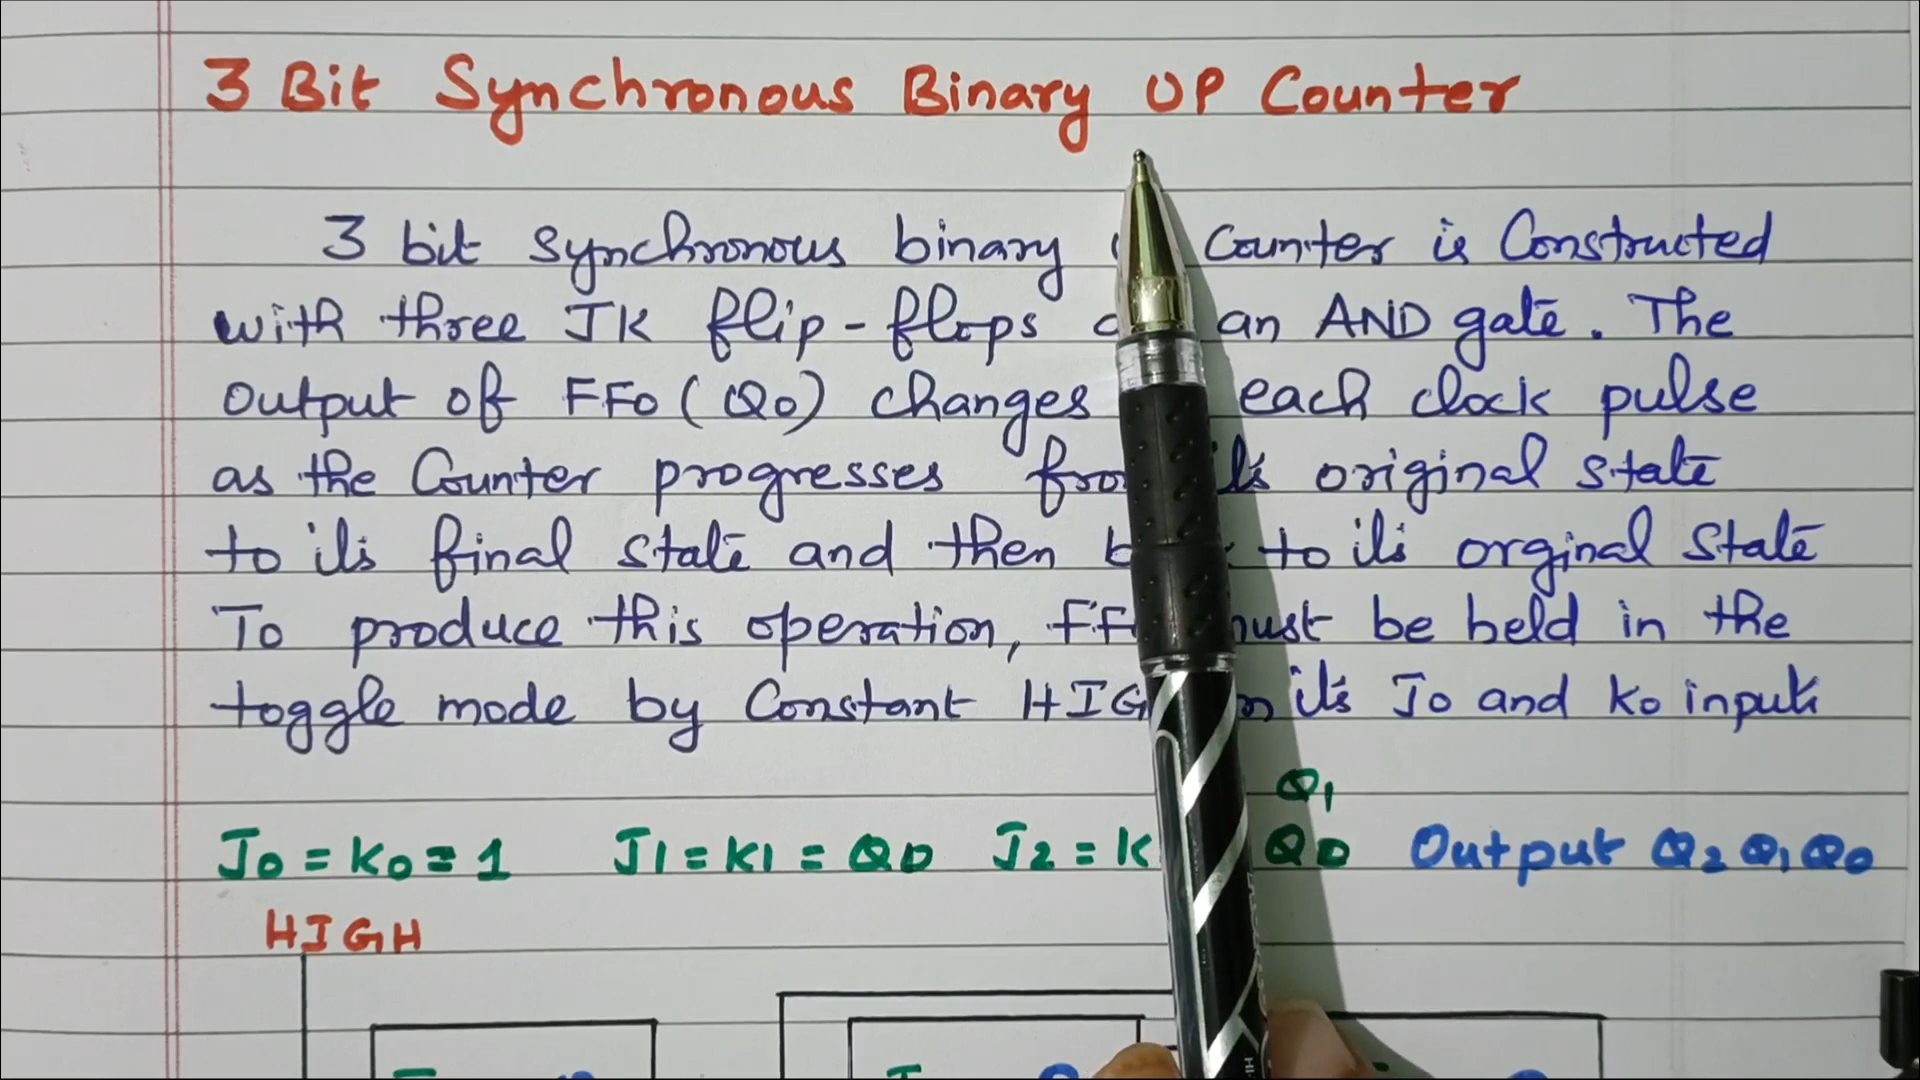 3 Bit Synchronous Binary UP Counter
3 bit synchronous binary Counter is Constructed
with three JK flip-flops an AND gate. The
Output of FF0 (Q0) changes each clock pulse
as the Counter progresses original state
to its final state and then to its orginal State
To produce this operation, be held in the
toggle mode by Constant its J0 and K0 inputs
Q1
J0 = K0 = 1 J1 = K1 = Q0 J2 = K Q0 Output Q2 Q1 Q0
HIGH